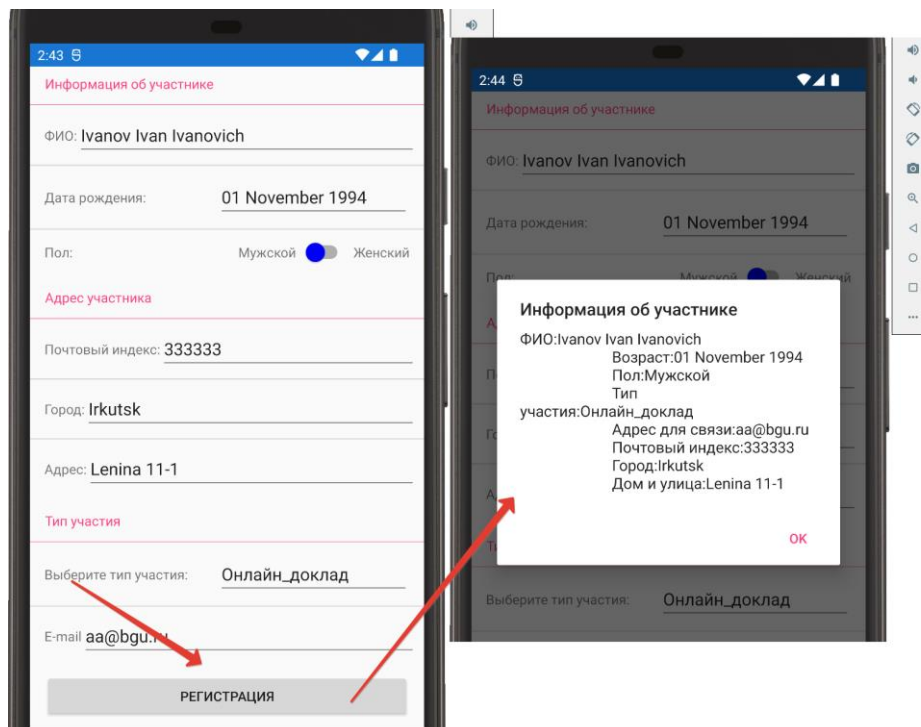 2:43
Информация об участнике
ФИО: Ivanov Ivan Ivanovich
Дата рождения: 01 November 1994
Пол: Мужской Женский
Адрес участника
Почтовый индекс: 333333
Город: Irkutsk
Адрес: Lenina 11-1
Тип участия
Выберите тип участия: Онлайн_доклад
E-mail aa@bgu.ru
РЕГИСТРАЦИЯ
2:44
Информация об участнике
ФИО: Ivanov Ivan Ivanovich
Дата рождения: 01 November 1994
Пол: Мужской Женский
Информация об участнике
ФИО:Ivanov Ivan Ivanovich
Возраст:01 November 1994
Пол:Мужской
Тип
участия:Онлайн_доклад
Адрес для связи:aa@bgu.ru
Почтовый индекс:333333
Город:Irkutsk
Дом и улица:Lenina 11-1
OK
Выберите тип участия: Онлайн_доклад